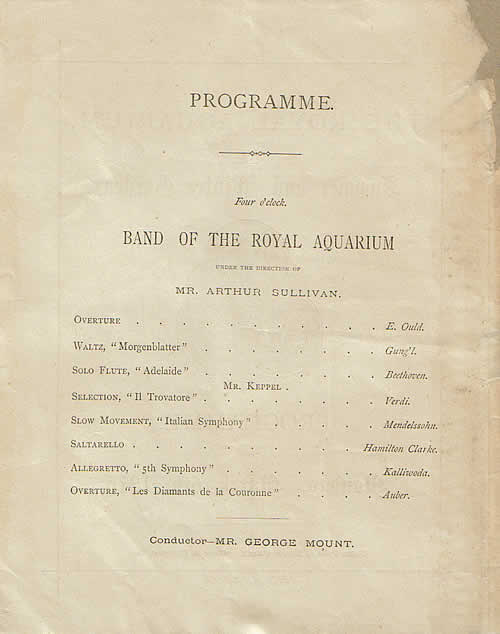 PROGRAMME.
Four o'clock.
BAND OF THE ROYAL AQUARIUM
UNDER THE DIRECTION OF
MR. ARTHUR SULLIVAN.
OVERTURE . . . . . . . . . . . E. Ould.
WALTZ, "Morgenblatter" . . . . . . . . Gung'l.
SOLO FLUTE, "Adelaide" . . . . . . . . Beethoven.
MR. KEPPEL .
SELECTION, "Il Trovatore" . . . . . . . . Verdi.
SLOW MOVEMENT, "Italian Symphony" . . . . . Mendelssohn.
SALTARELLO . . . . . . . . . . Hamilton Clarke.
ALLEGRETTO, "5th Symphony" . . . . . . . Kalliwoda.
OVERTURE, "Les Diamants de la Couronne" . . . . Auber.
Conductor—MR. GEORGE MOUNT.